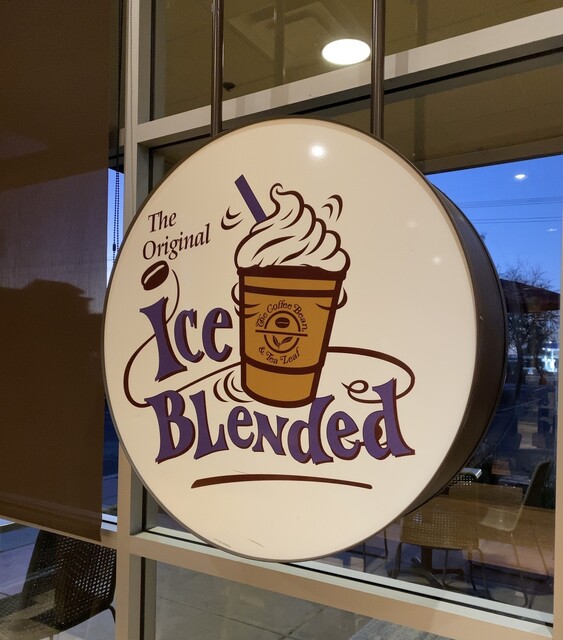 The
Original
Ice
Blended
The Coffee Bean
& Tea Leaf